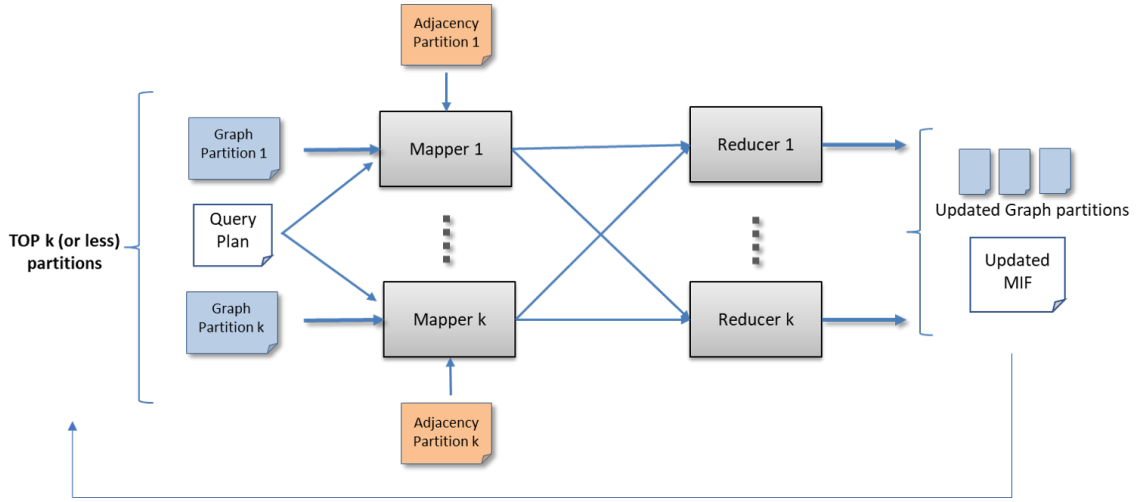 Adjacency
Partition 1
Graph
Partition 1
Mapper 1
Reducer 1
Query
Plan
TOP k (or less)
partitions
Updated Graph partitions
Updated
MIF
Graph
Partition k
Mapper k
Reducer k
Adjacency
Partition k